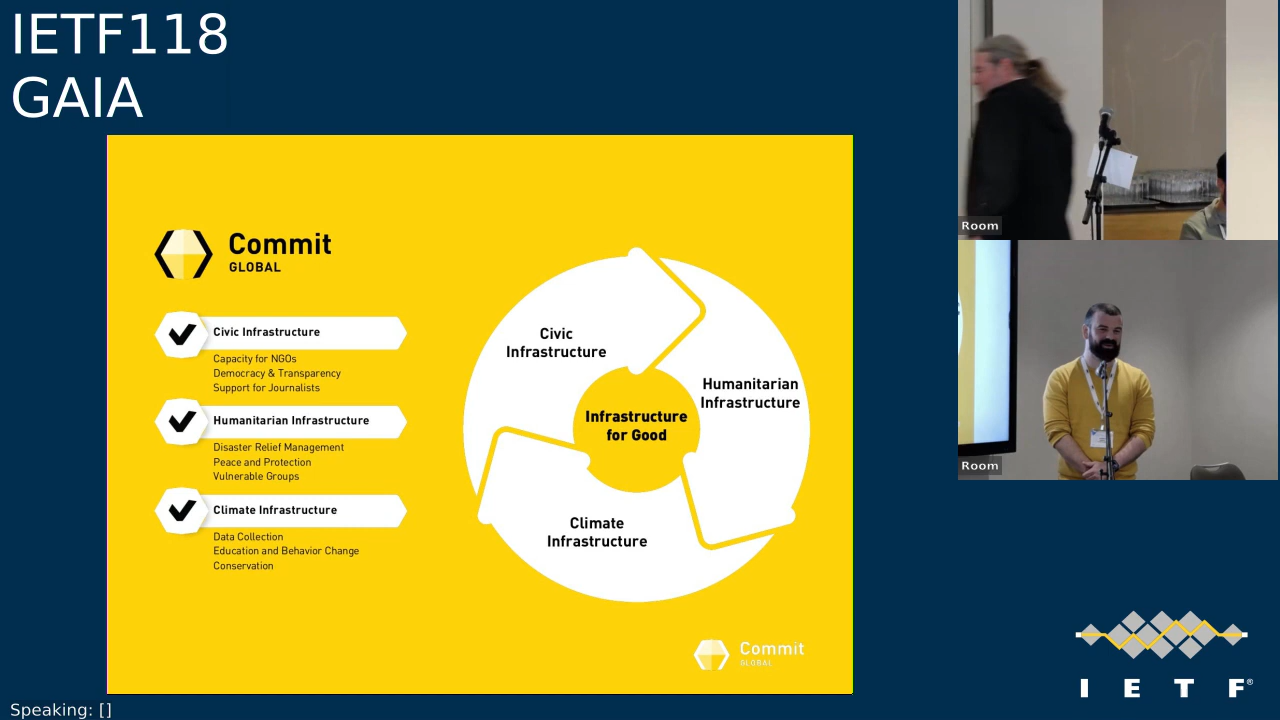 IETF118
GAIA
Commit
GLOBAL
Civic Infrastructure
Capacity for NGOs
Democracy & Transparency
Support for Journalists
Humanitarian Infrastructure
Disaster Relief Management
Peace and Protection
Vulnerable Groups
Climate Infrastructure
Data Collection
Education and Behavior Change
Conservation
Civic
Infrastructure
Humanitarian
Infrastructure
Infrastructure
for Good
Climate
Infrastructure
Commit
GLOBAL
Room
Room
I E T F®
Speaking: []